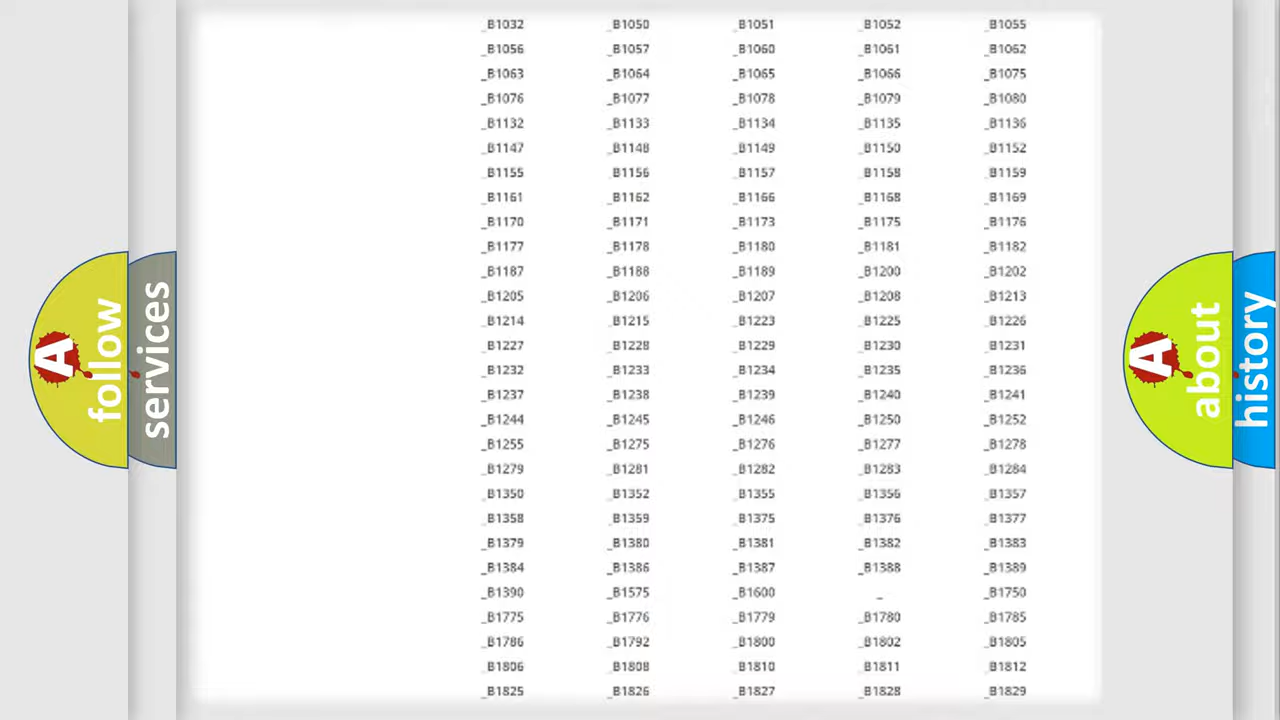 _B1032 _B1050 _B1051 _B1052 _B1055
_B1056 _B1057 _B1060 _B1061 _B1062
_B1063 _B1064 _B1065 _B1066 _B1075
_B1076 _B1077 _B1078 _B1079 _B1080
_B1132 _B1133 _B1134 _B1135 _B1136
_B1147 _B1148 _B1149 _B1150 _B1152
_B1155 _B1156 _B1157 _B1158 _B1159
_B1161 _B1162 _B1166 _B1168 _B1169
_B1170 _B1171 _B1173 _B1175 _B1176
_B1177 _B1178 _B1180 _B1181 _B1182
_B1187 _B1188 _B1189 _B1200 _B1202
_B1205 _B1206 _B1207 _B1208 _B1213
_B1214 _B1215 _B1223 _B1225 _B1226
_B1227 _B1228 _B1229 _B1230 _B1231
_B1232 _B1233 _B1234 _B1235 _B1236
_B1237 _B1238 _B1239 _B1240 _B1241
_B1244 _B1245 _B1246 _B1250 _B1252
_B1255 _B1275 _B1276 _B1277 _B1278
_B1279 _B1281 _B1282 _B1283 _B1284
_B1350 _B1352 _B1355 _B1356 _B1357
_B1358 _B1359 _B1375 _B1376 _B1377
_B1379 _B1380 _B1381 _B1382 _B1383
_B1384 _B1386 _B1387 _B1388 _B1389
_B1390 _B1575 _B1600 _ _B1750
_B1775 _B1776 _B1779 _B1780 _B1785
_B1786 _B1792 _B1800 _B1802 _B1805
_B1806 _B1808 _B1810 _B1811 _B1812
_B1825 _B1826 _B1827 _B1828 _B1829
A
follow
services
A
about
history